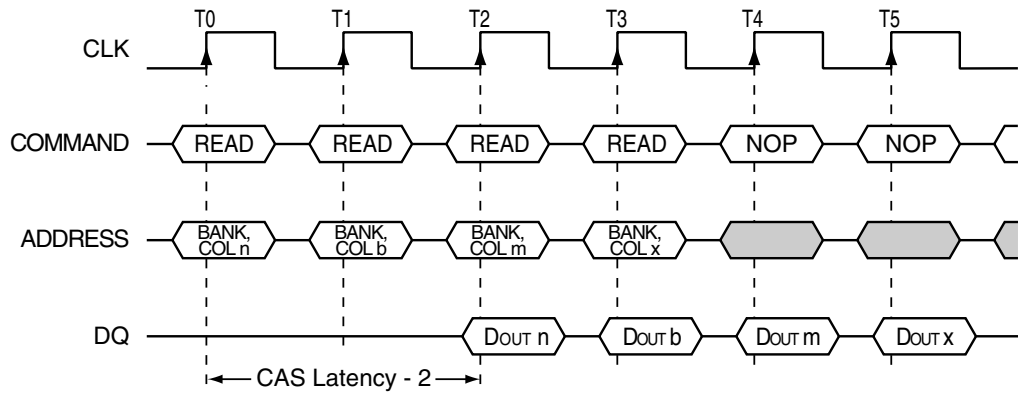 T0 T1 T2 T3 T4 T5
CLK
COMMAND READ READ READ READ NOP NOP
ADDRESS
BANK, BANK, BANK, BANK,
COL n COL b COL m COL x
DQ DOUT n DOUT b DOUT m DOUT x
CAS Latency - 2